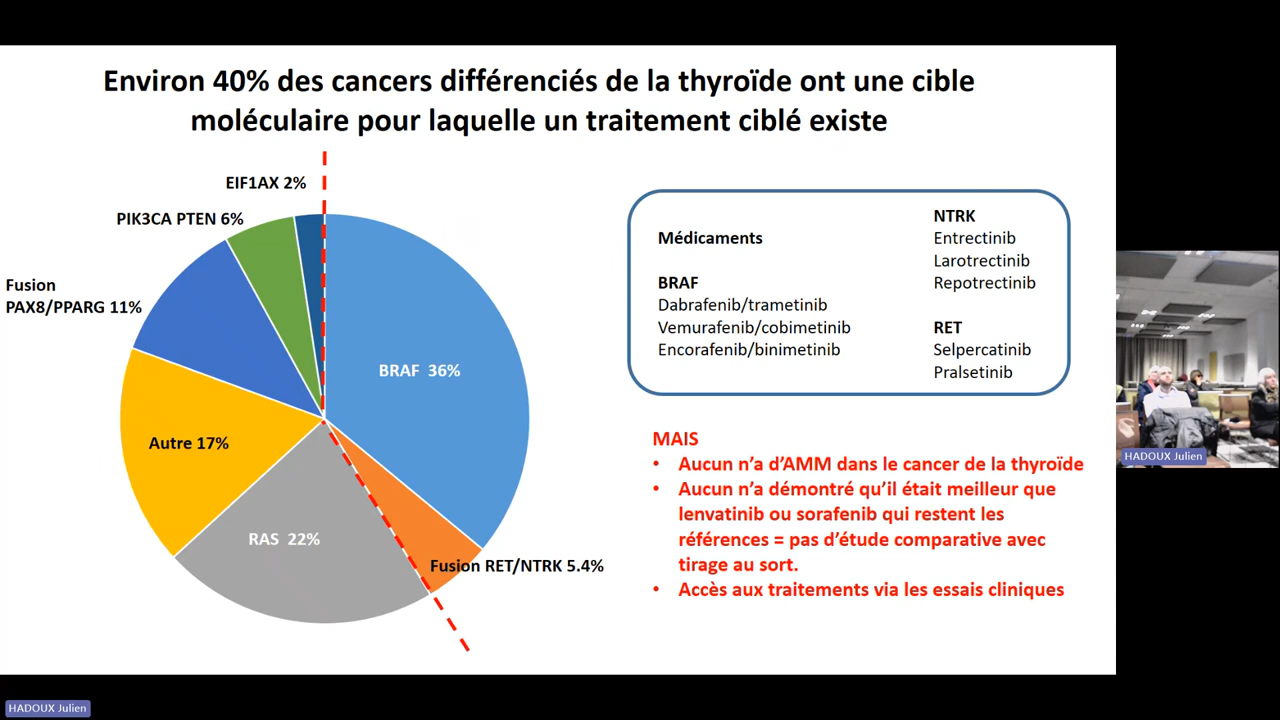 Environ 40% des cancers différenciés de la thyroïde ont une cible
moléculaire pour laquelle un traitement ciblé existe
EIF1AX 2%
PIK3CA PTEN 6%
Fusion
PAX8/PPARG 11%
BRAF 36%
Autre 17%
RAS 22%
Fusion RET/NTRK 5.4%
Médicaments
BRAF
Dabrafenib/trametinib
Vemurafenib/cobimetinib
Encorafenib/binimetinib
NTRK
Entrectinib
Larotrectinib
Repotrectinib
RET
Selpercatinib
Pralsetinib
MAIS
• Aucun n'a d'AMM dans le cancer de la thyroïde
• Aucun n'a démontré qu'il était meilleur que
lenvatinib ou sorafenib qui restent les
références = pas d'étude comparative avec
tirage au sort.
• Accès aux traitements via les essais cliniques
HADOUX Julien
HADOUX Julien